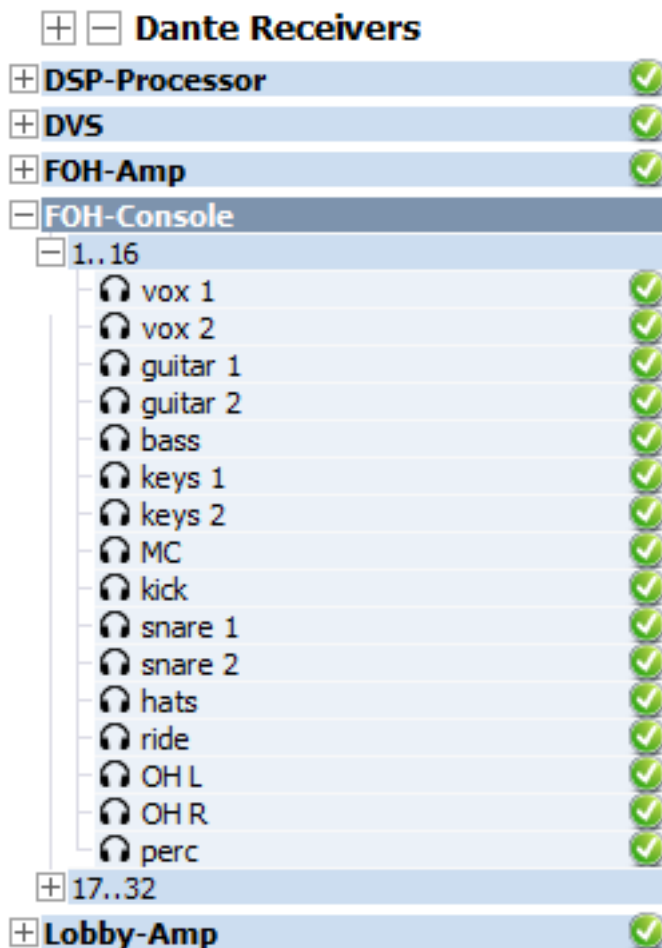 Dante Receivers
DSP-Processor
DVS
FOH-Amp
FOH-Console
1..16
vox 1
vox 2
guitar 1
guitar 2
bass
keys 1
keys 2
MC
kick
snare 1
snare 2
hats
ride
OH L
OH R
perc
17..32
Lobby-Amp